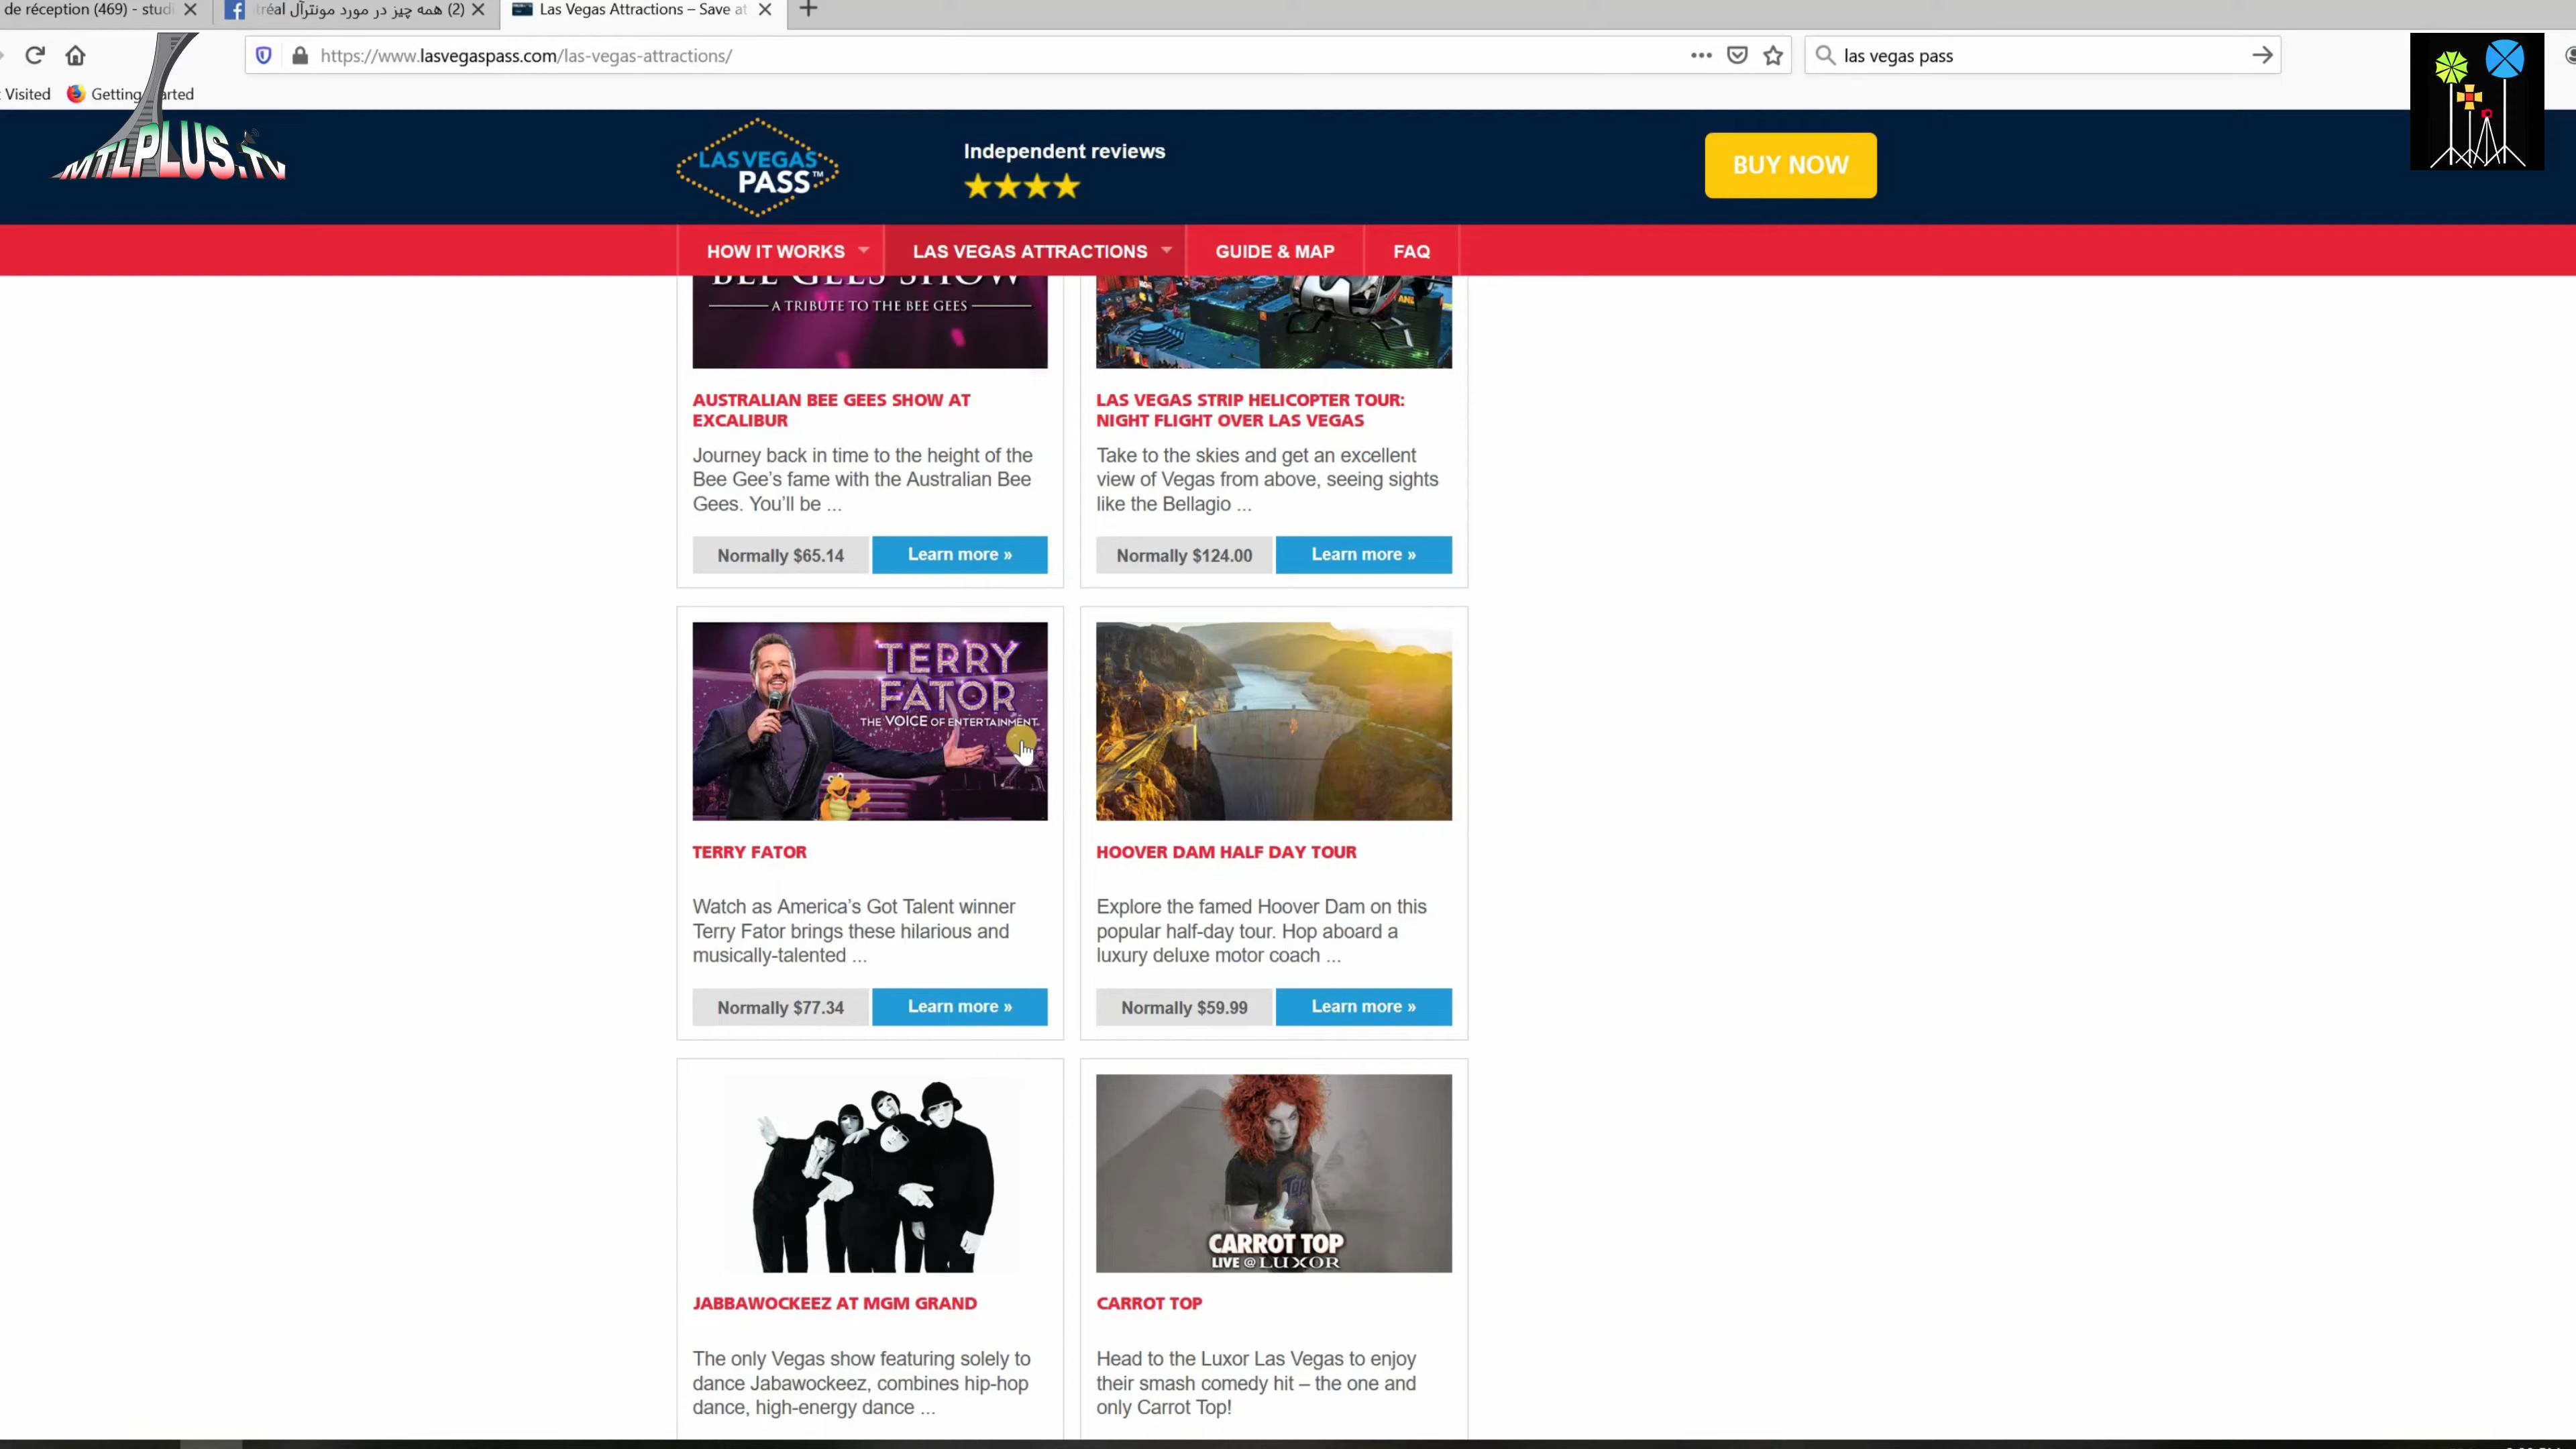 de réception (469) - studi
(2) همه چیز در مورد مونترآل tréal
Las Vegas Attractions – Save at
https://www.lasvegaspass.com/las-vegas-attractions/
las vegas pass
Visited
Getting
arted
MTLPLUS.TV
LAS VEGAS
PASS™
Independent reviews
BUY NOW
HOW IT WORKS
LAS VEGAS ATTRACTIONS
GUIDE & MAP
FAQ
BEE GEES SHOW
A TRIBUTE TO THE BEE GEES
AUSTRALIAN BEE GEES SHOW AT
EXCALIBUR
Journey back in time to the height of the
Bee Gee’s fame with the Australian Bee
Gees. You’ll be ...
Normally $65.14
Learn more »
LAS VEGAS STRIP HELICOPTER TOUR:
NIGHT FLIGHT OVER LAS VEGAS
Take to the skies and get an excellent
view of Vegas from above, seeing sights
like the Bellagio ...
Normally $124.00
Learn more »
TERRY
FATOR
THE VOICE OF ENTERTAINMENT
TERRY FATOR
Watch as America’s Got Talent winner
Terry Fator brings these hilarious and
musically-talented ...
Normally $77.34
Learn more »
HOOVER DAM HALF DAY TOUR
Explore the famed Hoover Dam on this
popular half-day tour. Hop aboard a
luxury deluxe motor coach ...
Normally $59.99
Learn more »
JABBAWOCKEEZ AT MGM GRAND
The only Vegas show featuring solely to
dance Jabawockeez, combines hip-hop
dance, high-energy dance ...
CARROT TOP
LIVE @ LUXOR
CARROT TOP
Head to the Luxor Las Vegas to enjoy
their smash comedy hit – the one and
only Carrot Top!